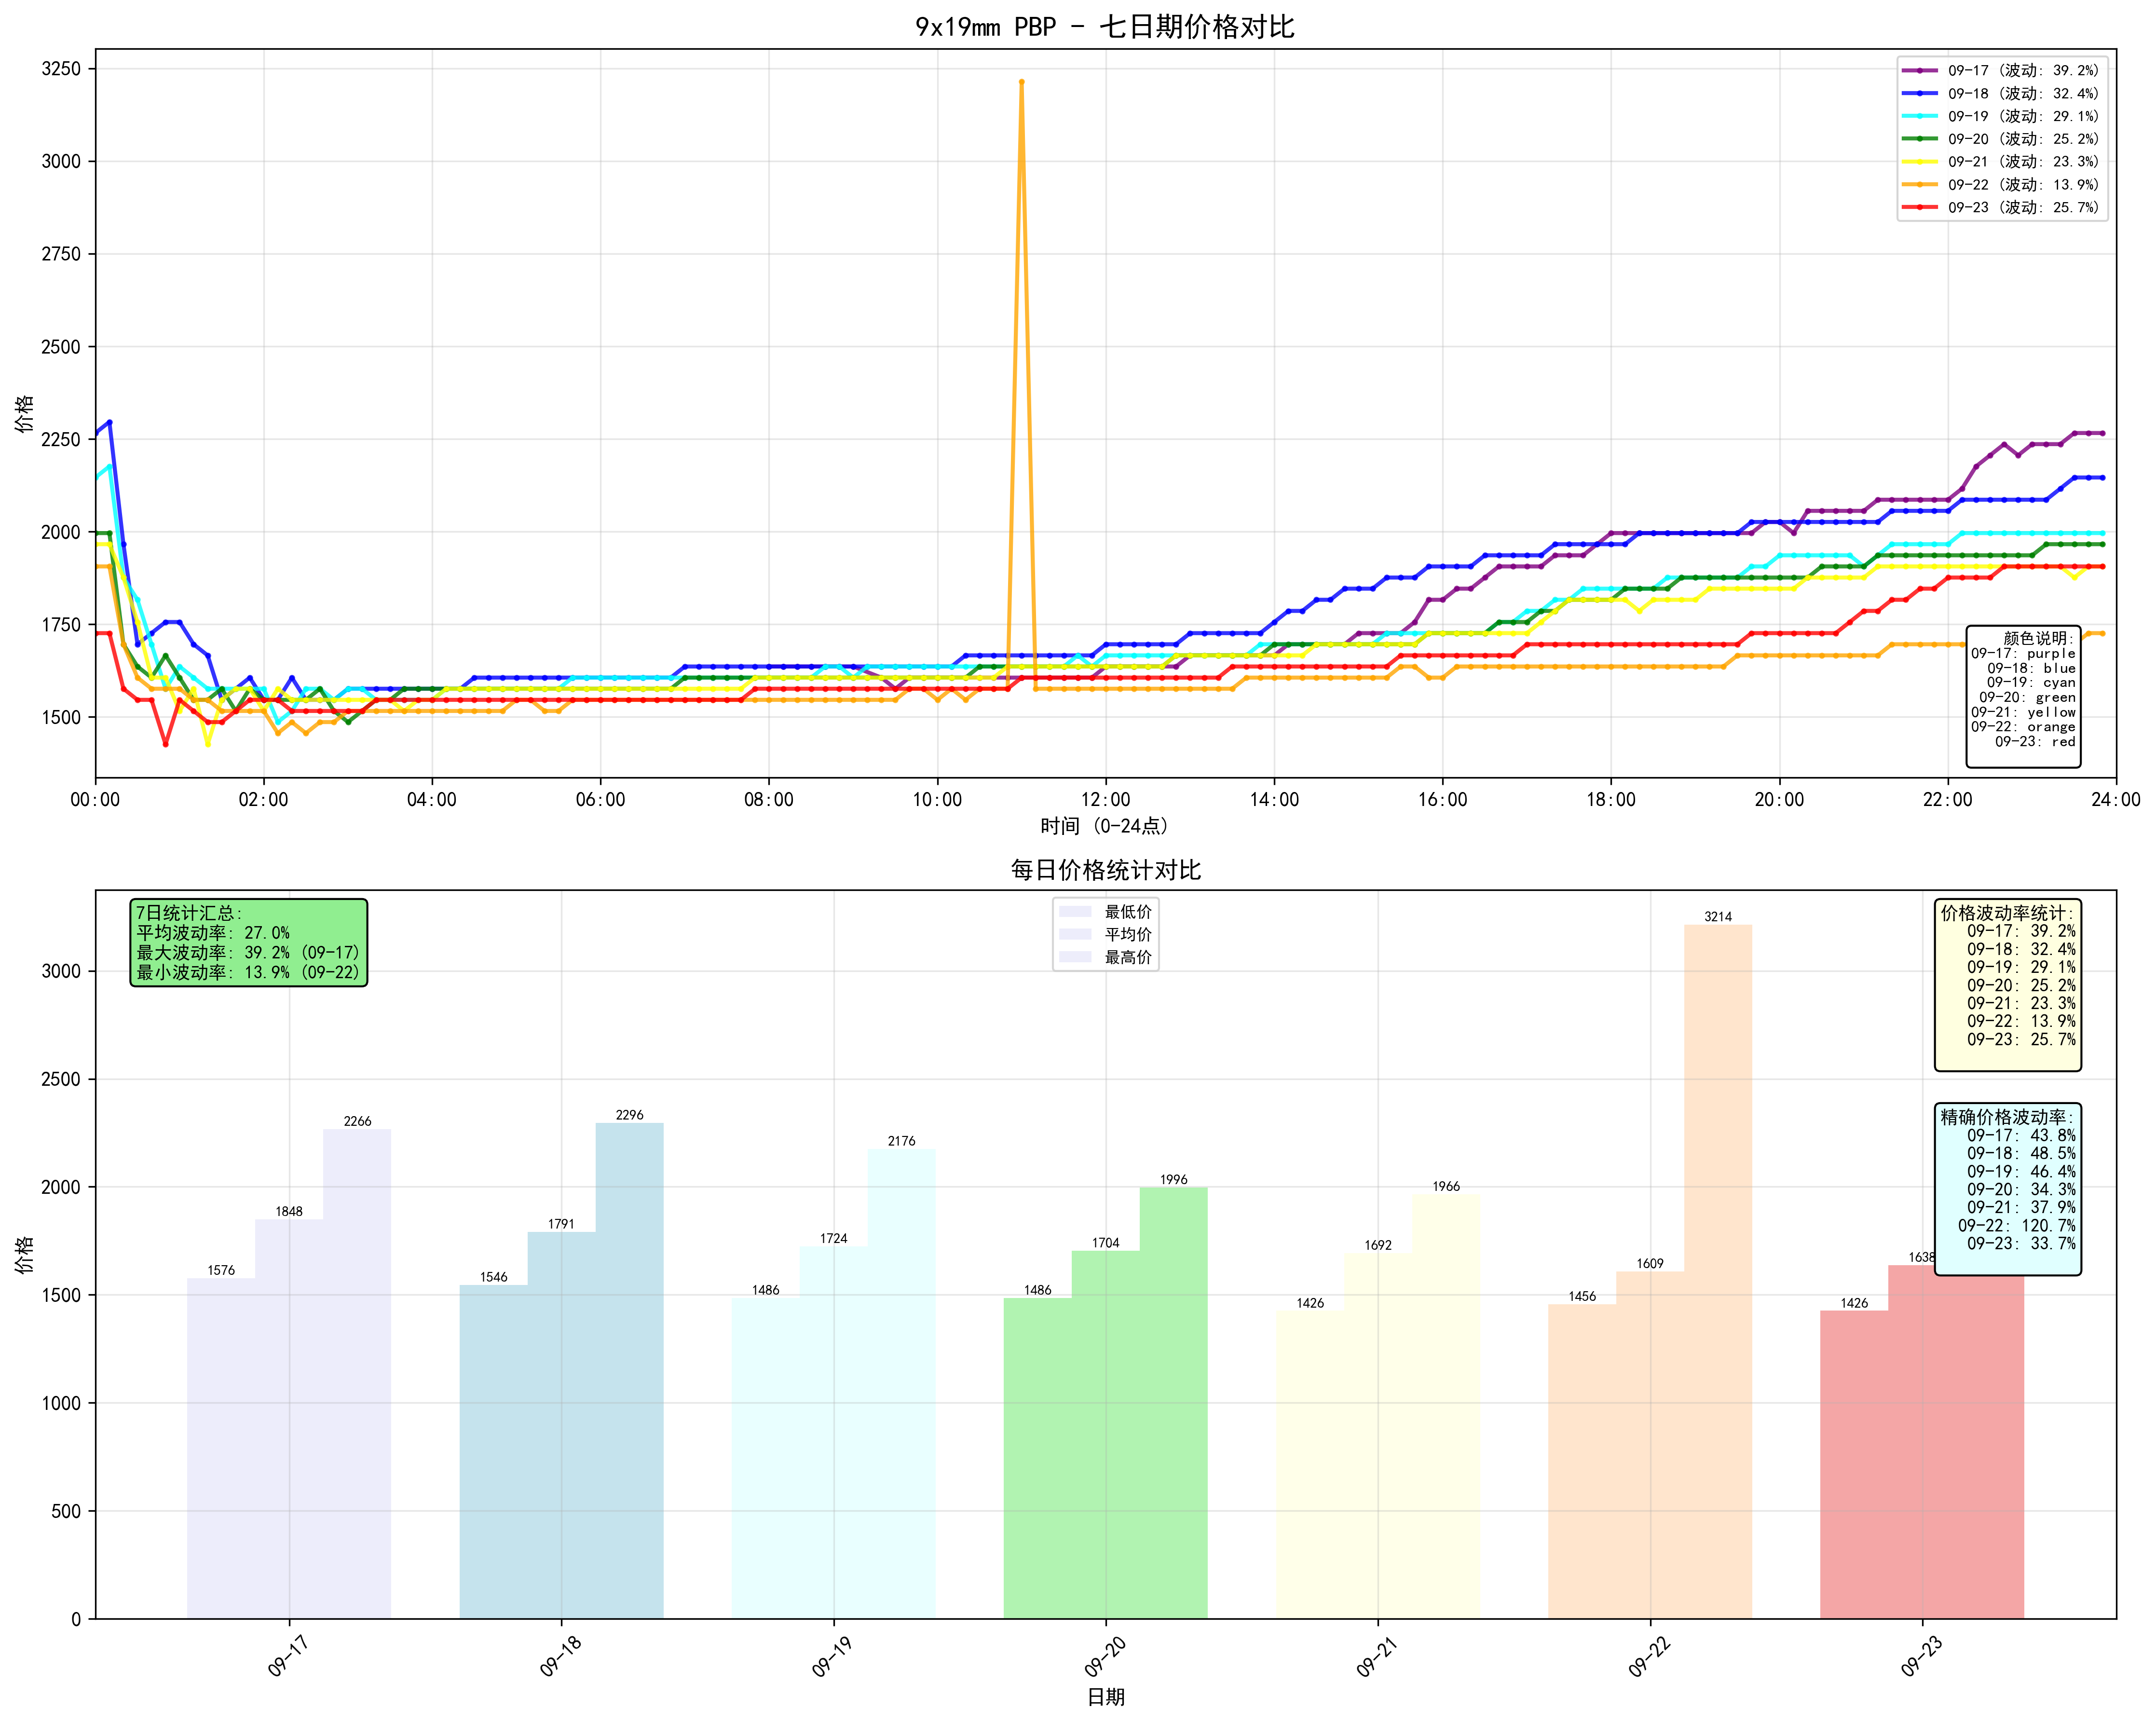 9x19mm PBP - 七日期价格对比
价格
3250
3000
2750
2500
2250
2000
1750
1500
09-17 (波动: 39.2%)
09-18 (波动: 32.4%)
09-19 (波动: 29.1%)
09-20 (波动: 25.2%)
09-21 (波动: 23.3%)
09-22 (波动: 13.9%)
09-23 (波动: 25.7%)
颜色说明:
09-17: purple
09-18: blue
09-19: cyan
09-20: green
09-21: yellow
09-22: orange
09-23: red
00:00 02:00 04:00 06:00 08:00 10:00 12:00 14:00 16:00 18:00 20:00 22:00 24:00
时间 (0-24点)
每日价格统计对比
价格
3000
2500
2000
1500
1000
500
0
7日统计汇总:
平均波动率: 27.0%
最大波动率: 39.2% (09-17)
最小波动率: 13.9% (09-22)
最低价
平均价
最高价
价格波动率统计:
09-17: 39.2%
09-18: 32.4%
09-19: 29.1%
09-20: 25.2%
09-21: 23.3%
09-22: 13.9%
09-23: 25.7%
精确价格波动率:
09-17: 43.8%
09-18: 48.5%
09-19: 46.4%
09-20: 34.3%
09-21: 37.9%
09-22: 120.7%
09-23: 33.7%
1576 1848 2266
1546 1791 2296
1486 1724 2176
1486 1704 1996
1426 1692 1966
1456 1609 3214
1426 1638
09-17 09-18 09-19 09-20 09-21 09-22 09-23
日期